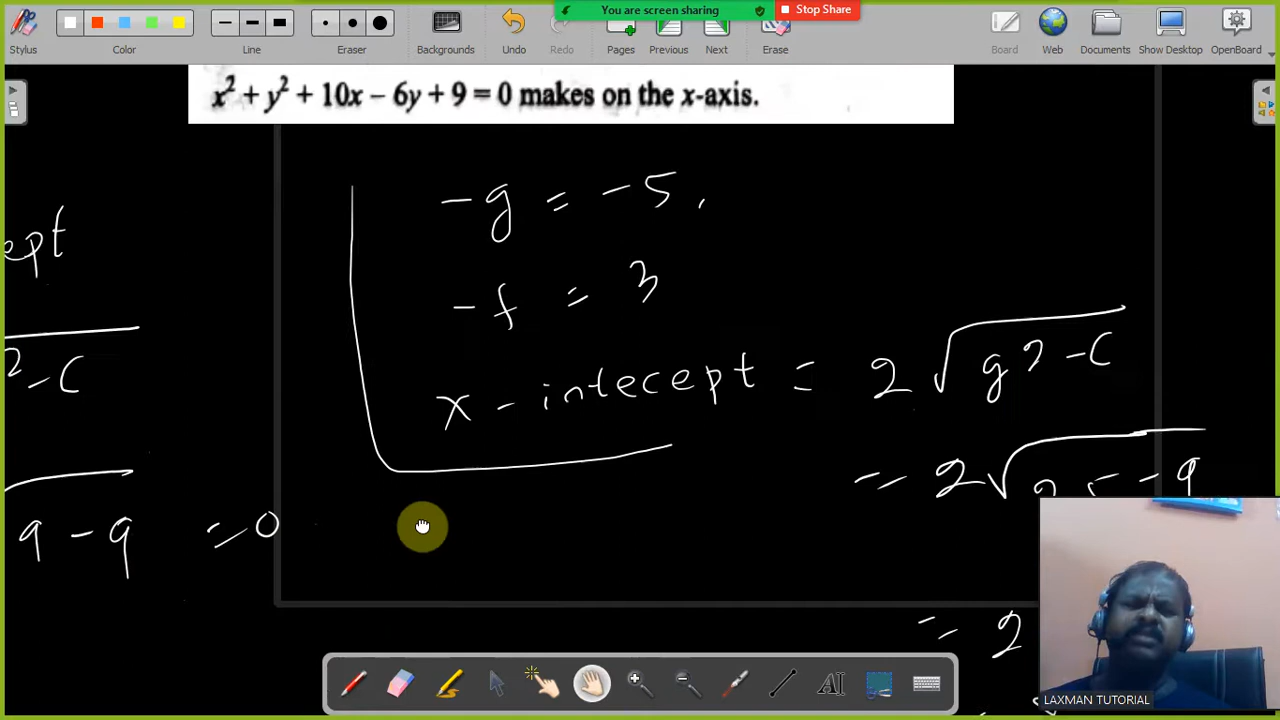 You are screen sharing
Stop Share
Stylus Color Line Eraser Backgrounds Undo Redo Pages Previous Next Erase Board Web Documents Show Desktop OpenBoard
x² + y² + 10x − 6y + 9 = 0 makes on the x-axis.
-g = -5,
ept
-f = 3
² - C
x - intecept = 2√g² - C
= 2√25 - 9
9 - 9 = 0
= 2
LAXMAN TUTORIAL